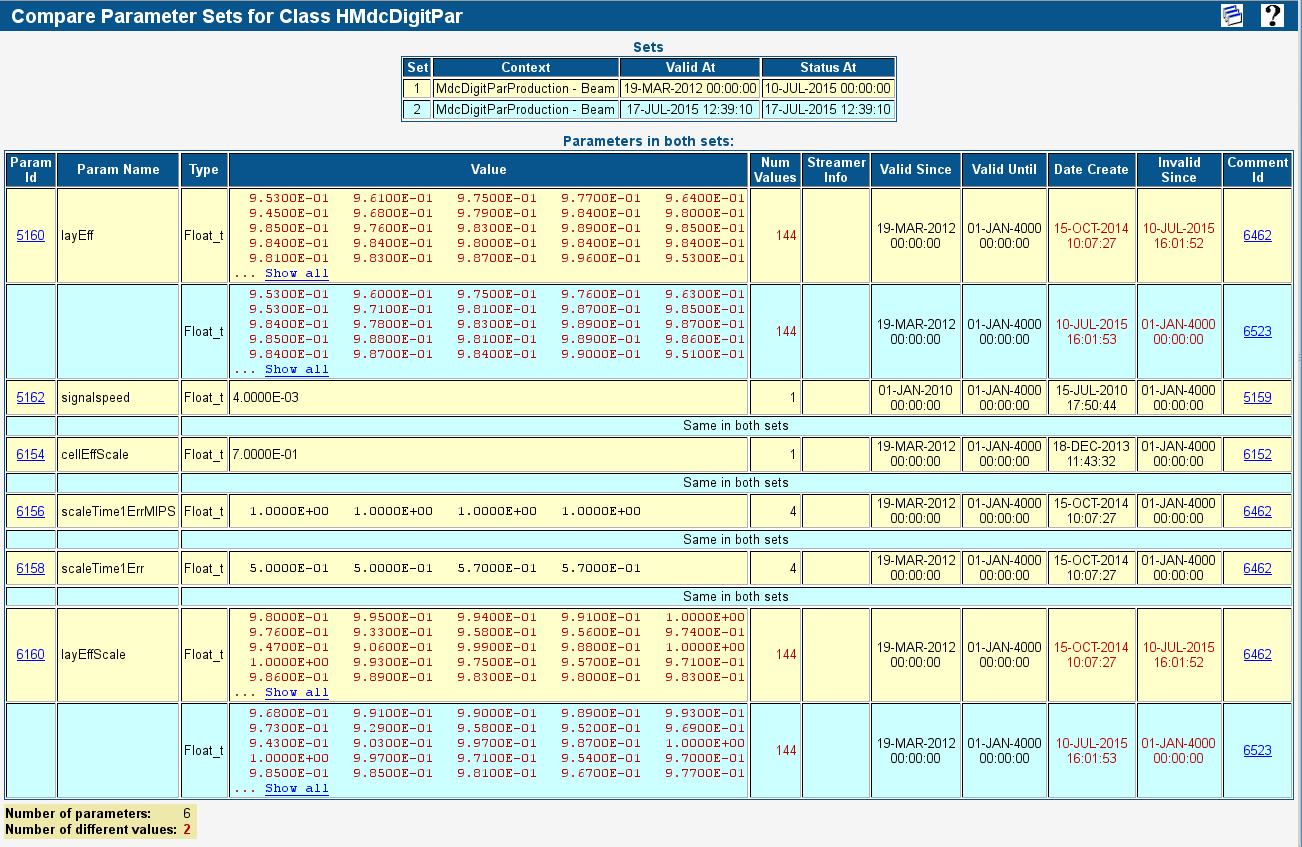 Compare Parameter Sets for Class HMdcDigitPar ?
Sets
Set Context Valid At Status At
1 MdcDigitParProduction - Beam 19-MAR-2012 00:00:00 10-JUL-2015 00:00:00
2 MdcDigitParProduction - Beam 17-JUL-2015 12:39:10 17-JUL-2015 12:39:10
Parameters in both sets:
Param Id Param Name Type Value Num Values Streamer Info Valid Since Valid Until Date Create Invalid Since Comment Id
9.5300E-01 9.6100E-01 9.7500E-01 9.7700E-01 9.6400E-01
9.4500E-01 9.6800E-01 9.7900E-01 9.8400E-01 9.8000E-01
9.8500E-01 9.7600E-01 9.8300E-01 9.8900E-01 9.8500E-01
9.8400E-01 9.8400E-01 9.8000E-01 9.8400E-01 9.8400E-01
9.8100E-01 9.8300E-01 9.8700E-01 9.9600E-01 9.5300E-01
... Show all
5160 layEff Float_t 144 19-MAR-2012 00:00:00 01-JAN-4000 00:00:00 15-OCT-2014 10:07:27 10-JUL-2015 16:01:52 6462
9.5300E-01 9.6000E-01 9.7500E-01 9.7600E-01 9.6300E-01
9.5300E-01 9.7100E-01 9.8100E-01 9.8700E-01 9.8500E-01
9.8400E-01 9.7800E-01 9.8300E-01 9.8900E-01 9.8700E-01
9.8500E-01 9.8800E-01 9.8100E-01 9.8900E-01 9.8600E-01
9.8400E-01 9.8700E-01 9.8400E-01 9.9000E-01 9.5100E-01
... Show all
Float_t 144 19-MAR-2012 00:00:00 01-JAN-4000 00:00:00 10-JUL-2015 16:01:53 01-JAN-4000 00:00:00 6523
5162 signalspeed Float_t 4.0000E-03 1 01-JAN-2010 00:00:00 01-JAN-4000 00:00:00 15-JUL-2010 17:50:44 01-JAN-4000 00:00:00 5159
Same in both sets
6154 cellEffScale Float_t 7.0000E-01 1 19-MAR-2012 00:00:00 01-JAN-4000 00:00:00 18-DEC-2013 11:43:32 01-JAN-4000 00:00:00 6152
Same in both sets
6156 scaleTime1ErrMIPS Float_t 1.0000E+00 1.0000E+00 1.0000E+00 1.0000E+00 4 19-MAR-2012 00:00:00 01-JAN-4000 00:00:00 15-OCT-2014 10:07:27 01-JAN-4000 00:00:00 6462
Same in both sets
6158 scaleTime1Err Float_t 5.0000E-01 5.0000E-01 5.7000E-01 5.7000E-01 4 19-MAR-2012 00:00:00 01-JAN-4000 00:00:00 15-OCT-2014 10:07:27 01-JAN-4000 00:00:00 6462
Same in both sets
9.8000E-01 9.9500E-01 9.9400E-01 9.9100E-01 1.0000E+00
9.7600E-01 9.3300E-01 9.5800E-01 9.5600E-01 9.7400E-01
9.4700E-01 9.0600E-01 9.9900E-01 9.8800E-01 1.0000E+00
1.0000E+00 9.9300E-01 9.7500E-01 9.5700E-01 9.7100E-01
9.8600E-01 9.8900E-01 9.8300E-01 9.8000E-01 9.8300E-01
... Show all
6160 layEffScale Float_t 144 19-MAR-2012 00:00:00 01-JAN-4000 00:00:00 15-OCT-2014 10:07:27 10-JUL-2015 16:01:52 6462
9.6800E-01 9.9100E-01 9.9000E-01 9.8900E-01 9.9300E-01
9.7300E-01 9.2900E-01 9.5800E-01 9.5200E-01 9.6900E-01
9.4300E-01 9.0300E-01 9.9700E-01 9.8700E-01 1.0000E+00
1.0000E+00 9.9700E-01 9.7100E-01 9.5400E-01 9.7000E-01
9.8500E-01 9.8500E-01 9.8100E-01 9.6700E-01 9.7700E-01
... Show all
Float_t 144 19-MAR-2012 00:00:00 01-JAN-4000 00:00:00 10-JUL-2015 16:01:53 01-JAN-4000 00:00:00 6523
Number of parameters: 6
Number of different values: 2